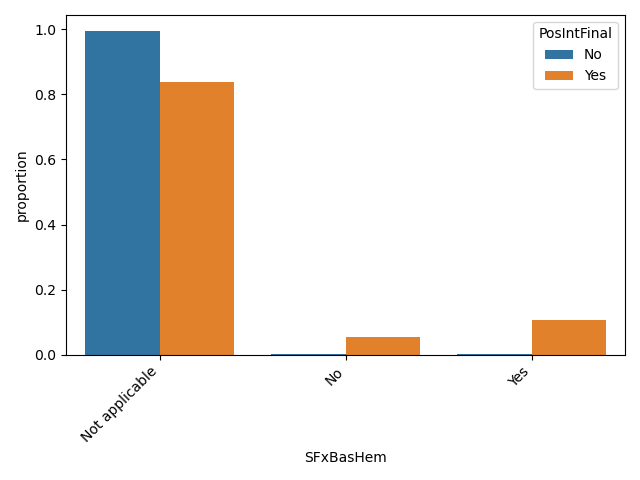 PosIntFinal
No
Yes
1.0
0.8
0.6
0.4
0.2
0.0
proportion
Not applicable
No
Yes
SFxBasHem